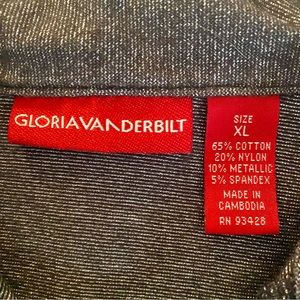 GLORIAVANDERBILT
SIZE
XL
65% COTTON
20% NYLON
10% METALLIC
5% SPANDEX
MADE IN
CAMBODIA
RN 93428